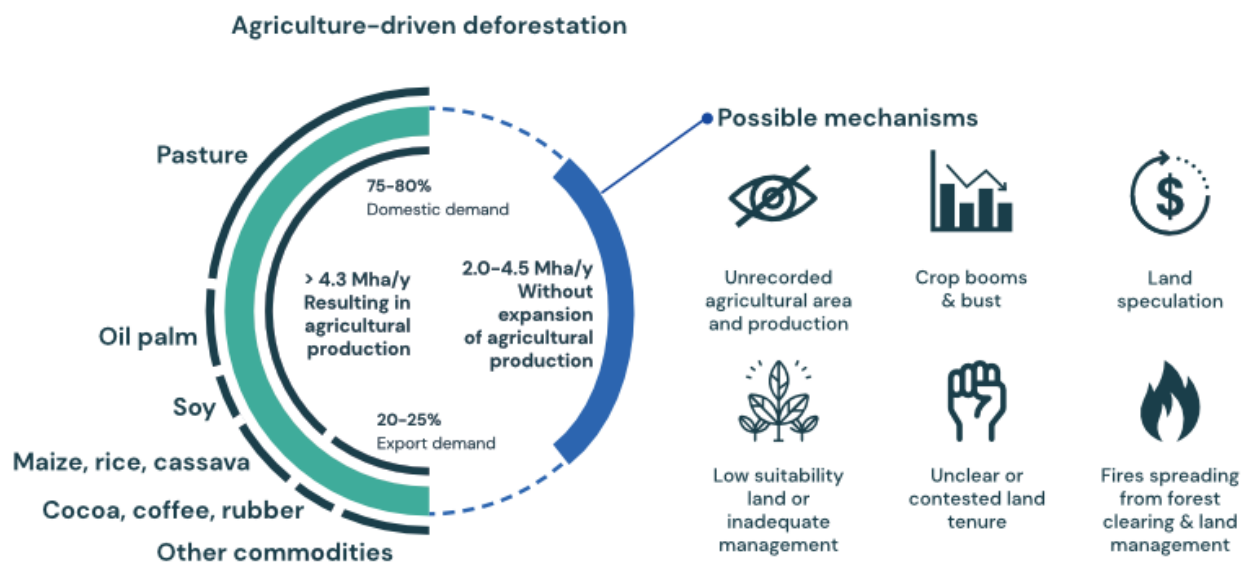 Agriculture-driven deforestation
Pasture
Oil palm
Soy
Maize, rice, cassava
Cocoa, coffee, rubber
Other commodities
75-80%
Domestic demand
> 4.3 Mha/y
Resulting in
agricultural
production
20-25%
Export demand
2.0-4.5 Mha/y
Without
expansion
of agricultural
production
Possible mechanisms
$
Unrecorded
agricultural area
and production
Crop booms
& bust
Land
speculation
Low suitability
land or
inadequate
management
Unclear or
contested land
tenure
Fires spreading
from forest
clearing & land
management